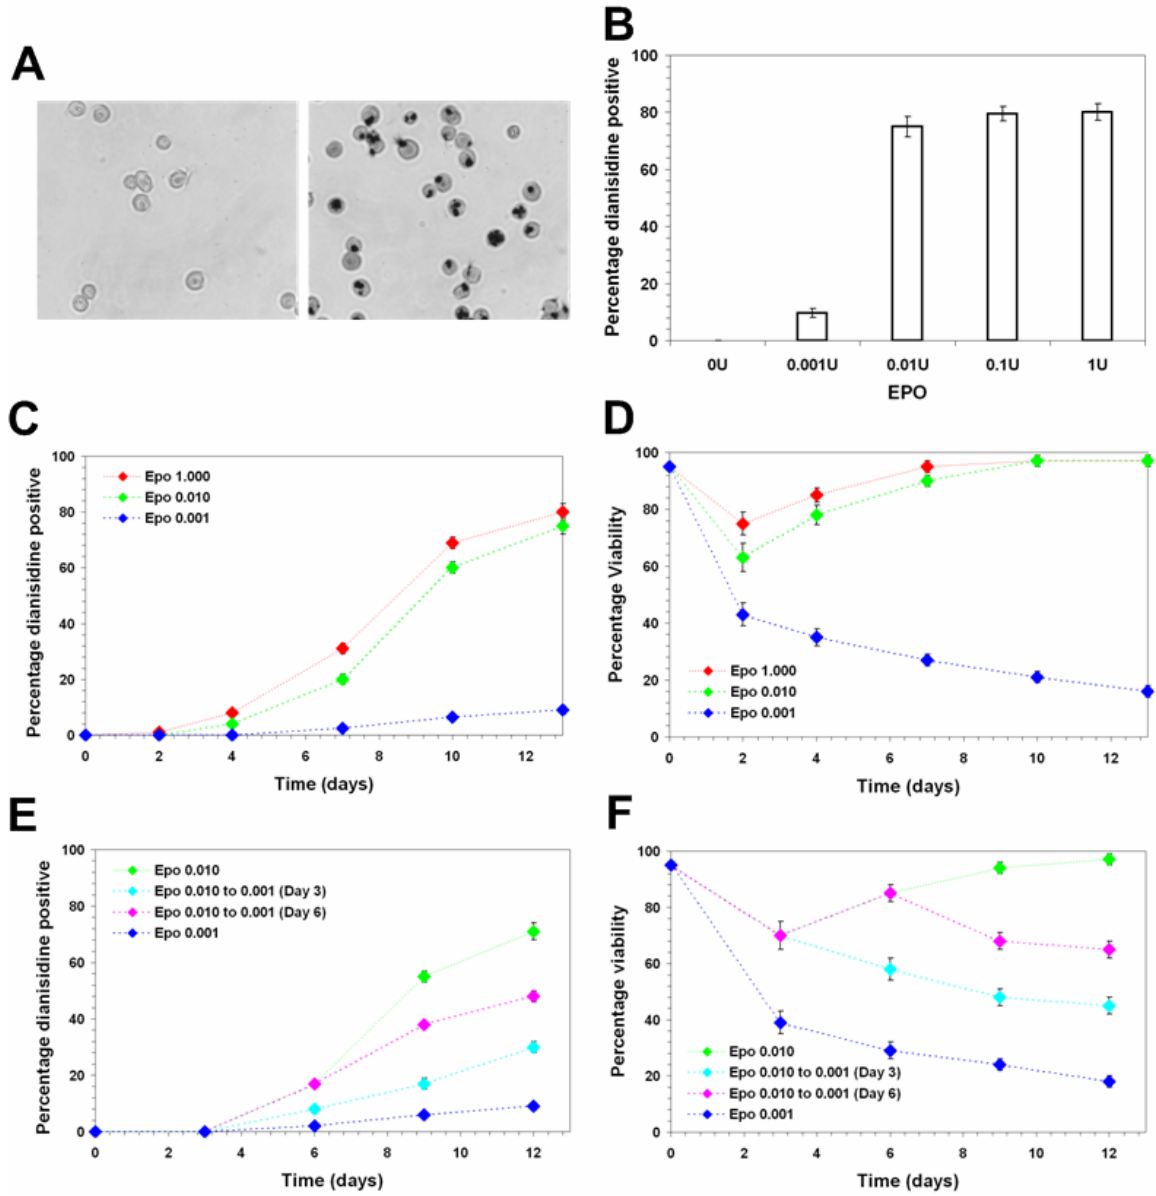 A
B
Percentage dianisidine positive
100
80
60
40
20
0
0U 0.001U 0.01U 0.1U 1U
EPO
C
Percentage dianisidine positive
100
80
60
40
20
0
Epo 1.000
Epo 0.010
Epo 0.001
0 2 4 6 8 10 12
Time (days)
D
Percentage Viability
100
80
60
40
20
0
Epo 1.000
Epo 0.010
Epo 0.001
0 2 4 6 8 10 12
Time (days)
E
Percentage dianisidine positive
100
80
60
40
20
0
Epo 0.010
Epo 0.010 to 0.001 (Day 3)
Epo 0.010 to 0.001 (Day 6)
Epo 0.001
0 2 4 6 8 10 12
Time (days)
F
Percentage viability
100
80
60
40
20
0
Epo 0.010
Epo 0.010 to 0.001 (Day 3)
Epo 0.010 to 0.001 (Day 6)
Epo 0.001
0 2 4 6 8 10 12
Time (days)